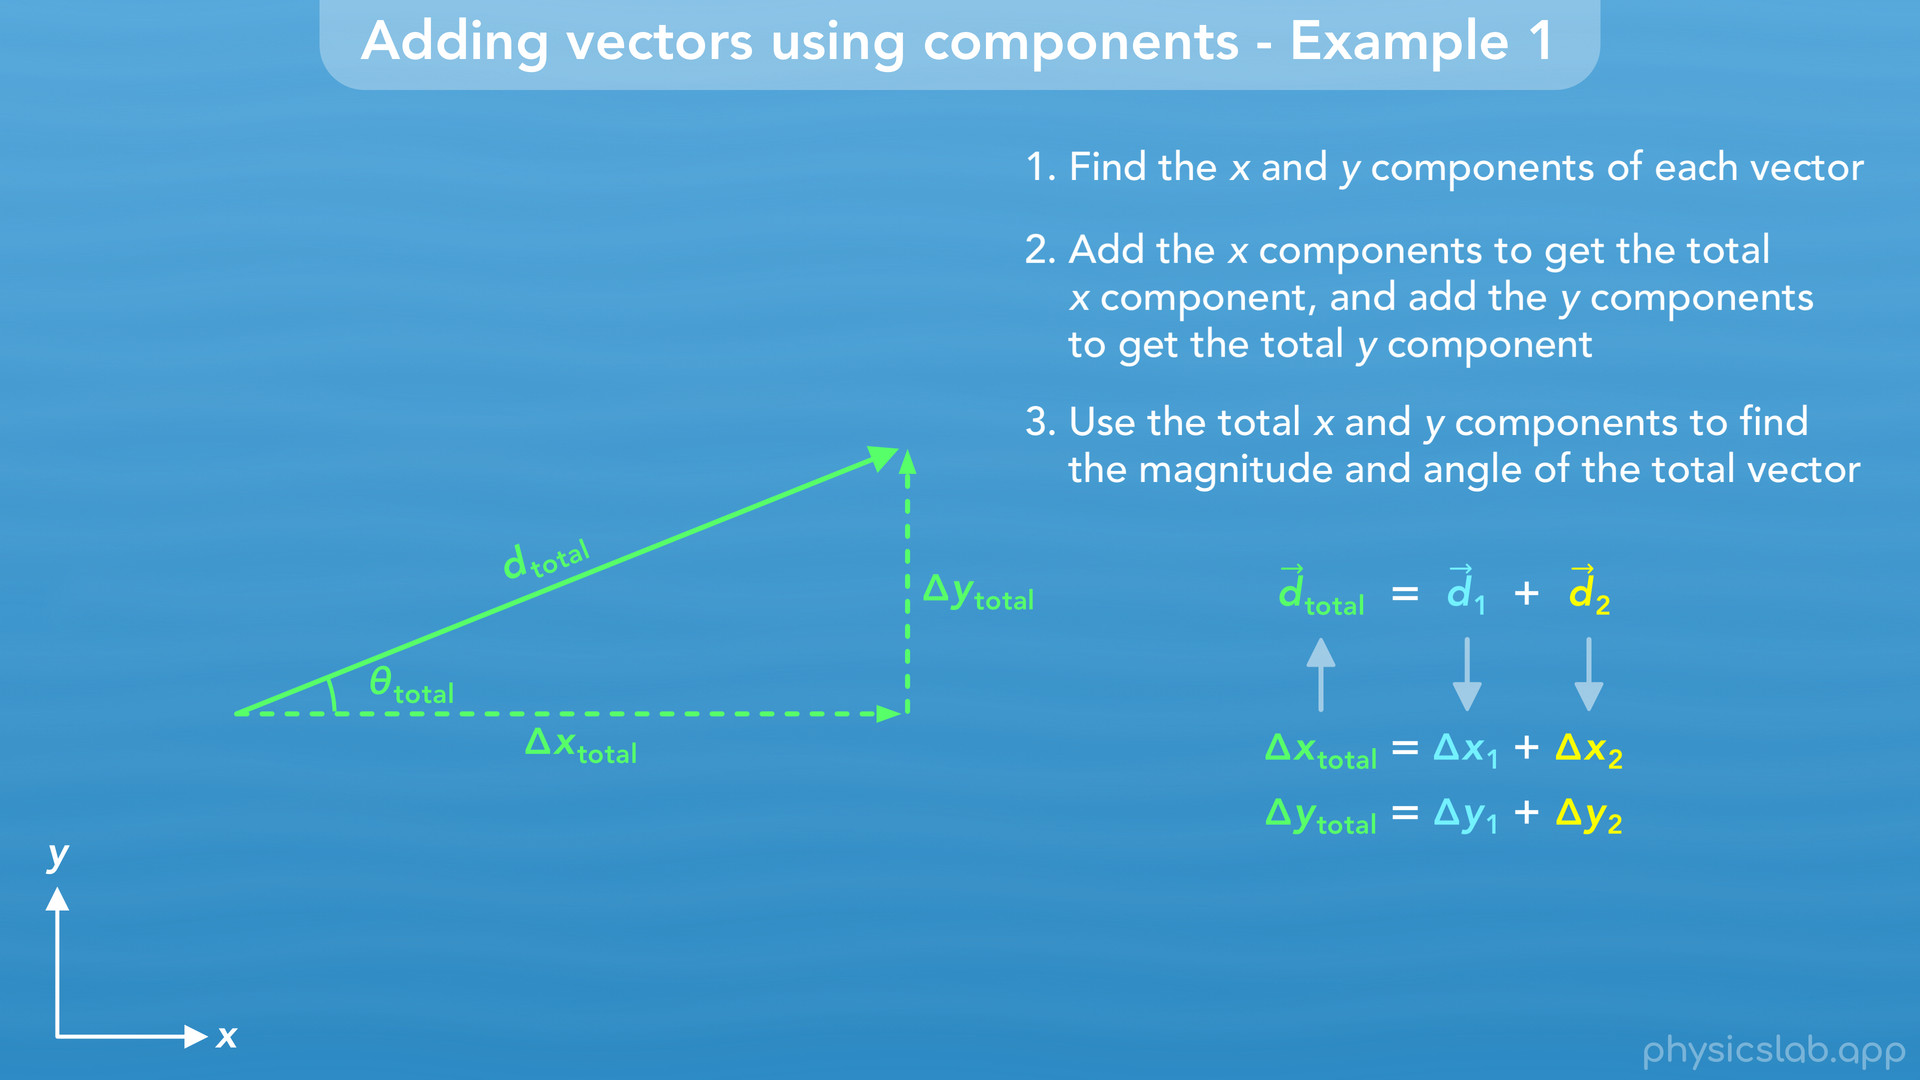 Adding vectors using components - Example 1
1. Find the x and y components of each vector
2. Add the x components to get the total
x component, and add the y components
to get the total y component
3. Use the total x and y components to find
the magnitude and angle of the total vector
d⃗total = d⃗1 + d⃗2
Δxtotal = Δx1 + Δx2
Δytotal = Δy1 + Δy2
dtotal
Δytotal
θtotal
Δxtotal
y
x
physicslab.app